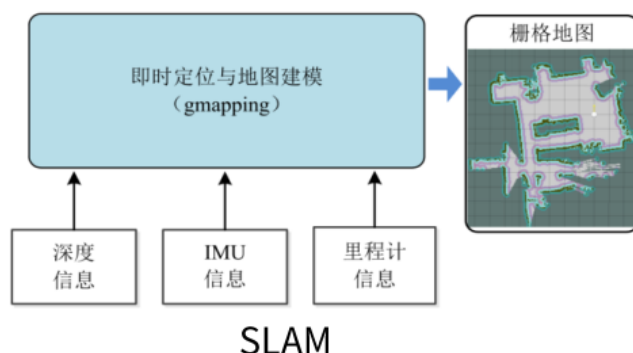 栅格地图
即时定位与地图建模
（gmapping）
深度
信息
IMU
信息
里程计
信息
SLAM